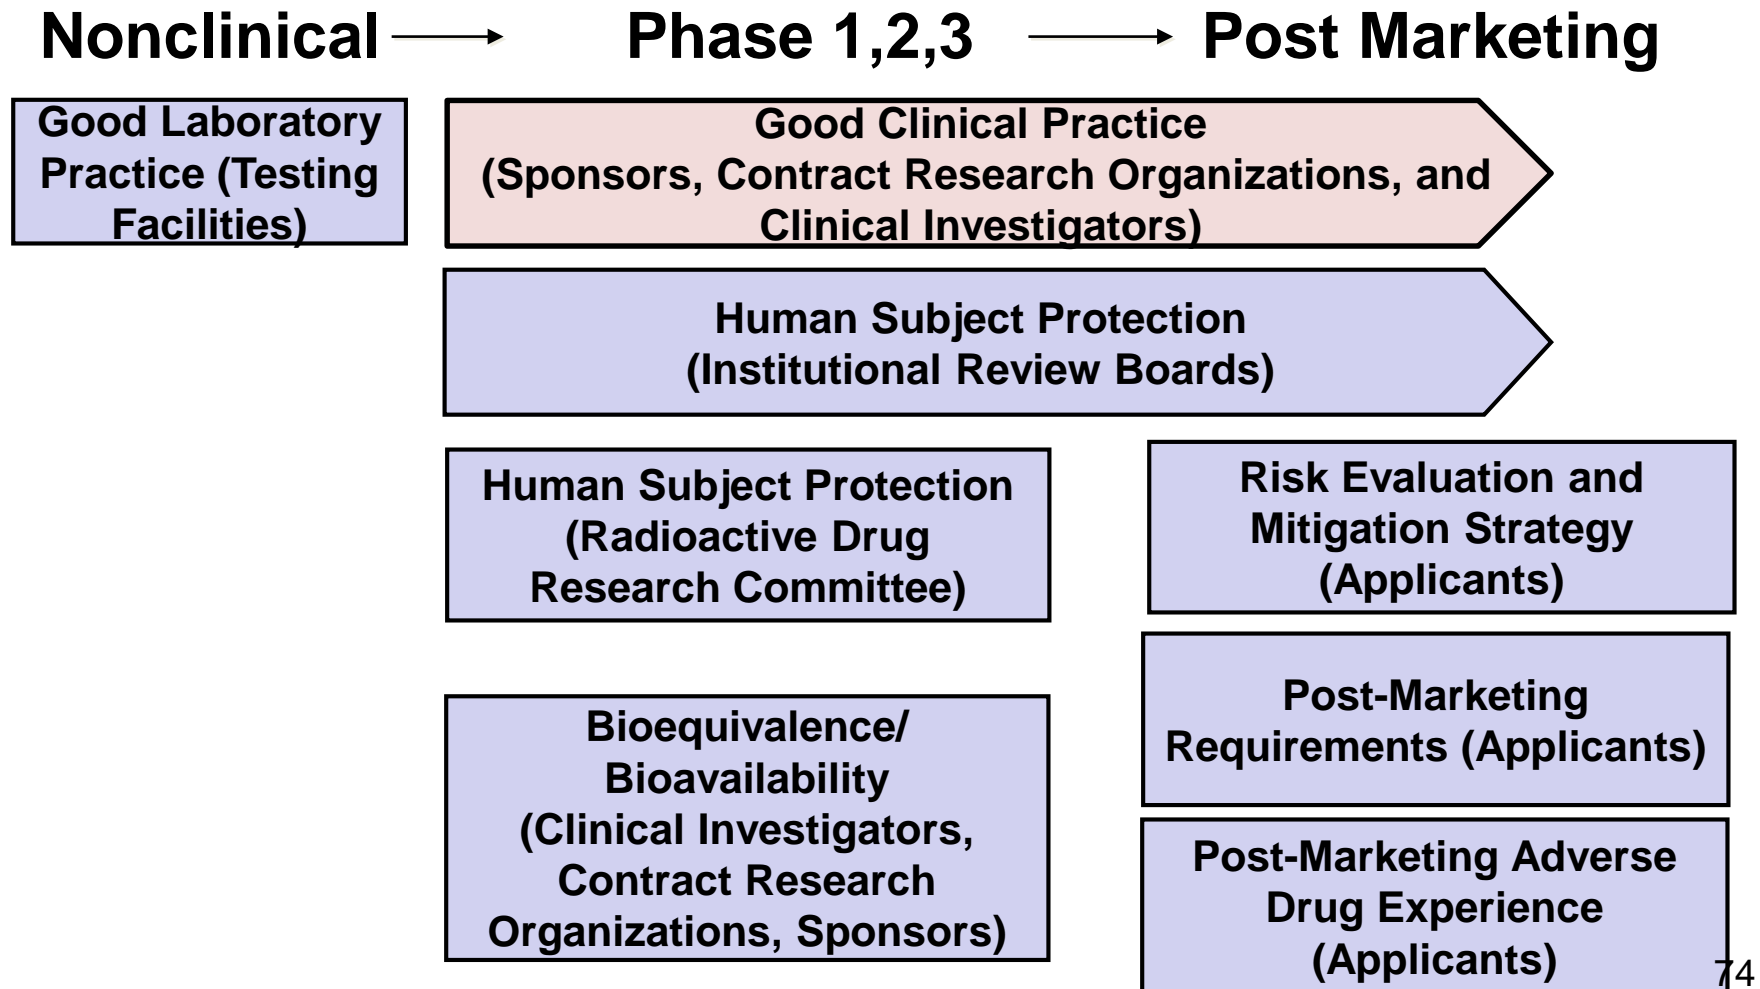 Nonclinical
Phase 1,2,3
Post Marketing
Good Laboratory
Practice (Testing
Facilities)
Good Clinical Practice
(Sponsors, Contract Research Organizations, and
Clinical Investigators)
Human Subject Protection
(Institutional Review Boards)
Human Subject Protection
(Radioactive Drug
Research Committee)
Risk Evaluation and
Mitigation Strategy
(Applicants)
Bioequivalence/
Bioavailability
(Clinical Investigators,
Contract Research
Organizations, Sponsors)
Post-Marketing
Requirements (Applicants)
Post-Marketing Adverse
Drug Experience
(Applicants)
74